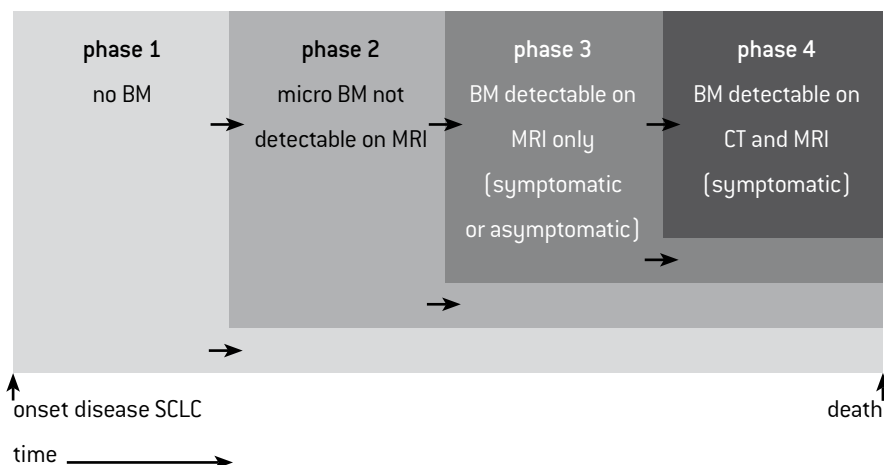 phase 1
no BM
phase 2
micro BM not
detectable on MRI
phase 3
BM detectable on
MRI only
(symptomatic
or asymptomatic)
phase 4
BM detectable on
CT and MRI
(symptomatic)
onset disease SCLC
death
time